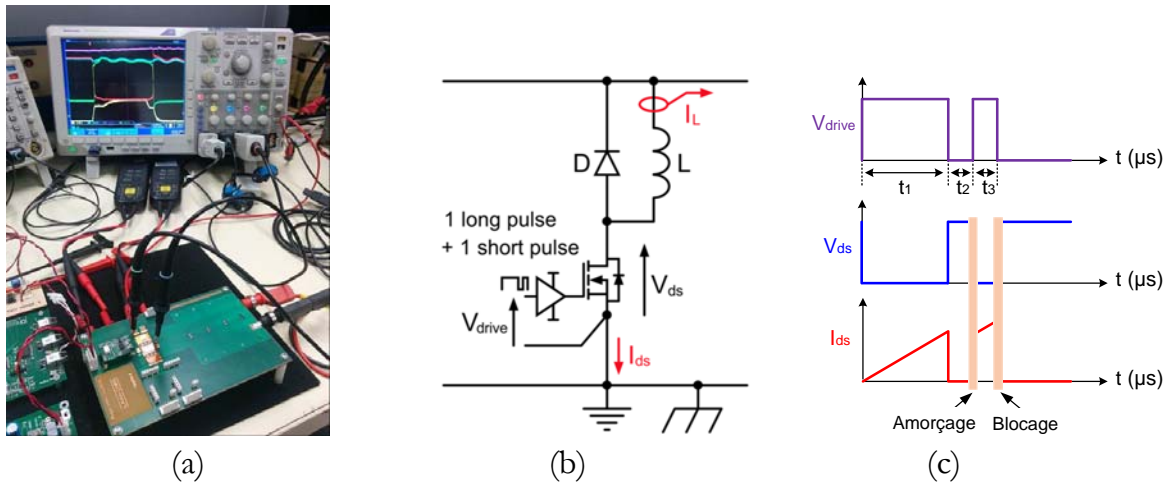 I_L
D
L
1 long pulse
+ 1 short pulse
V_ds
V_drive
I_ds
V_drive
t (µs)
t₁
t₂
t₃
V_ds
t (µs)
I_ds
t (µs)
Amorçage
Blocage
(a)
(b)
(c)